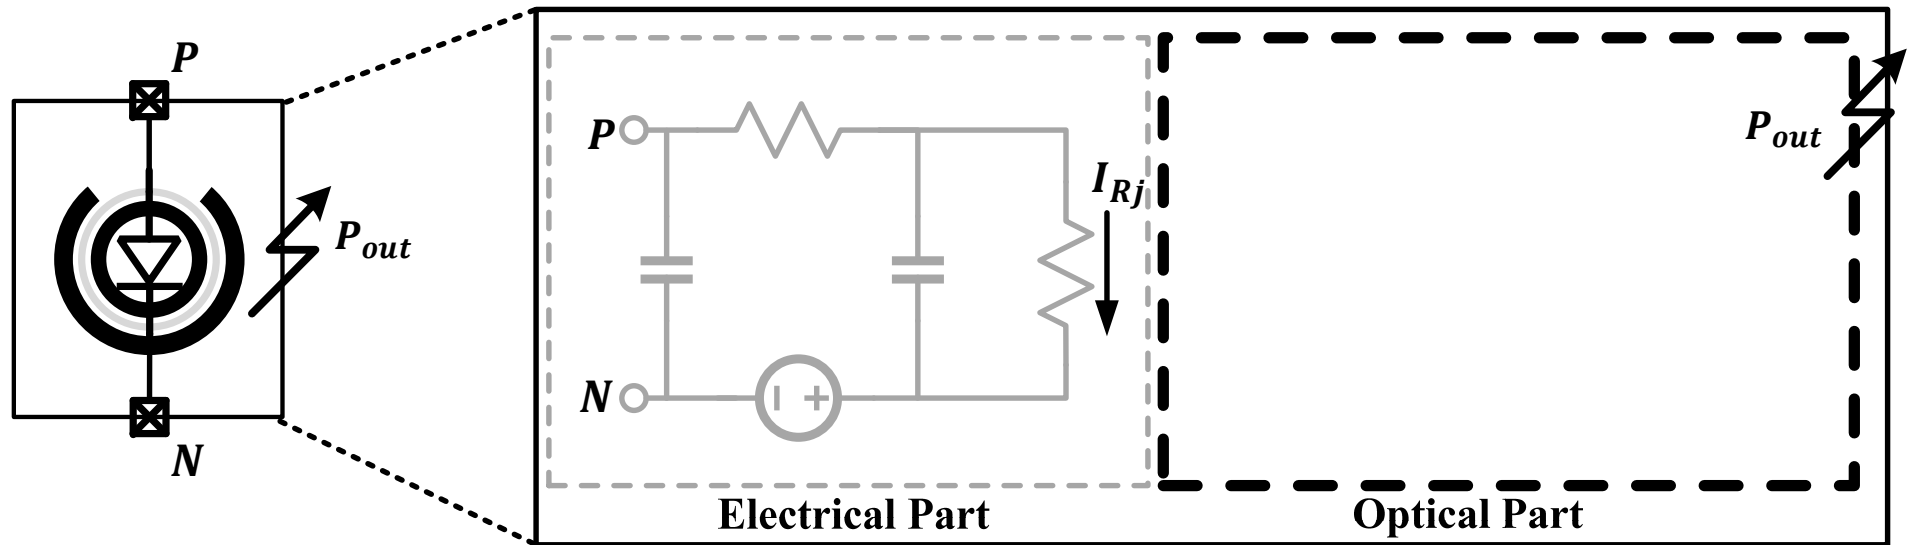 P
P_out
N
P
I_Rj
N
P_out
Electrical Part
Optical Part